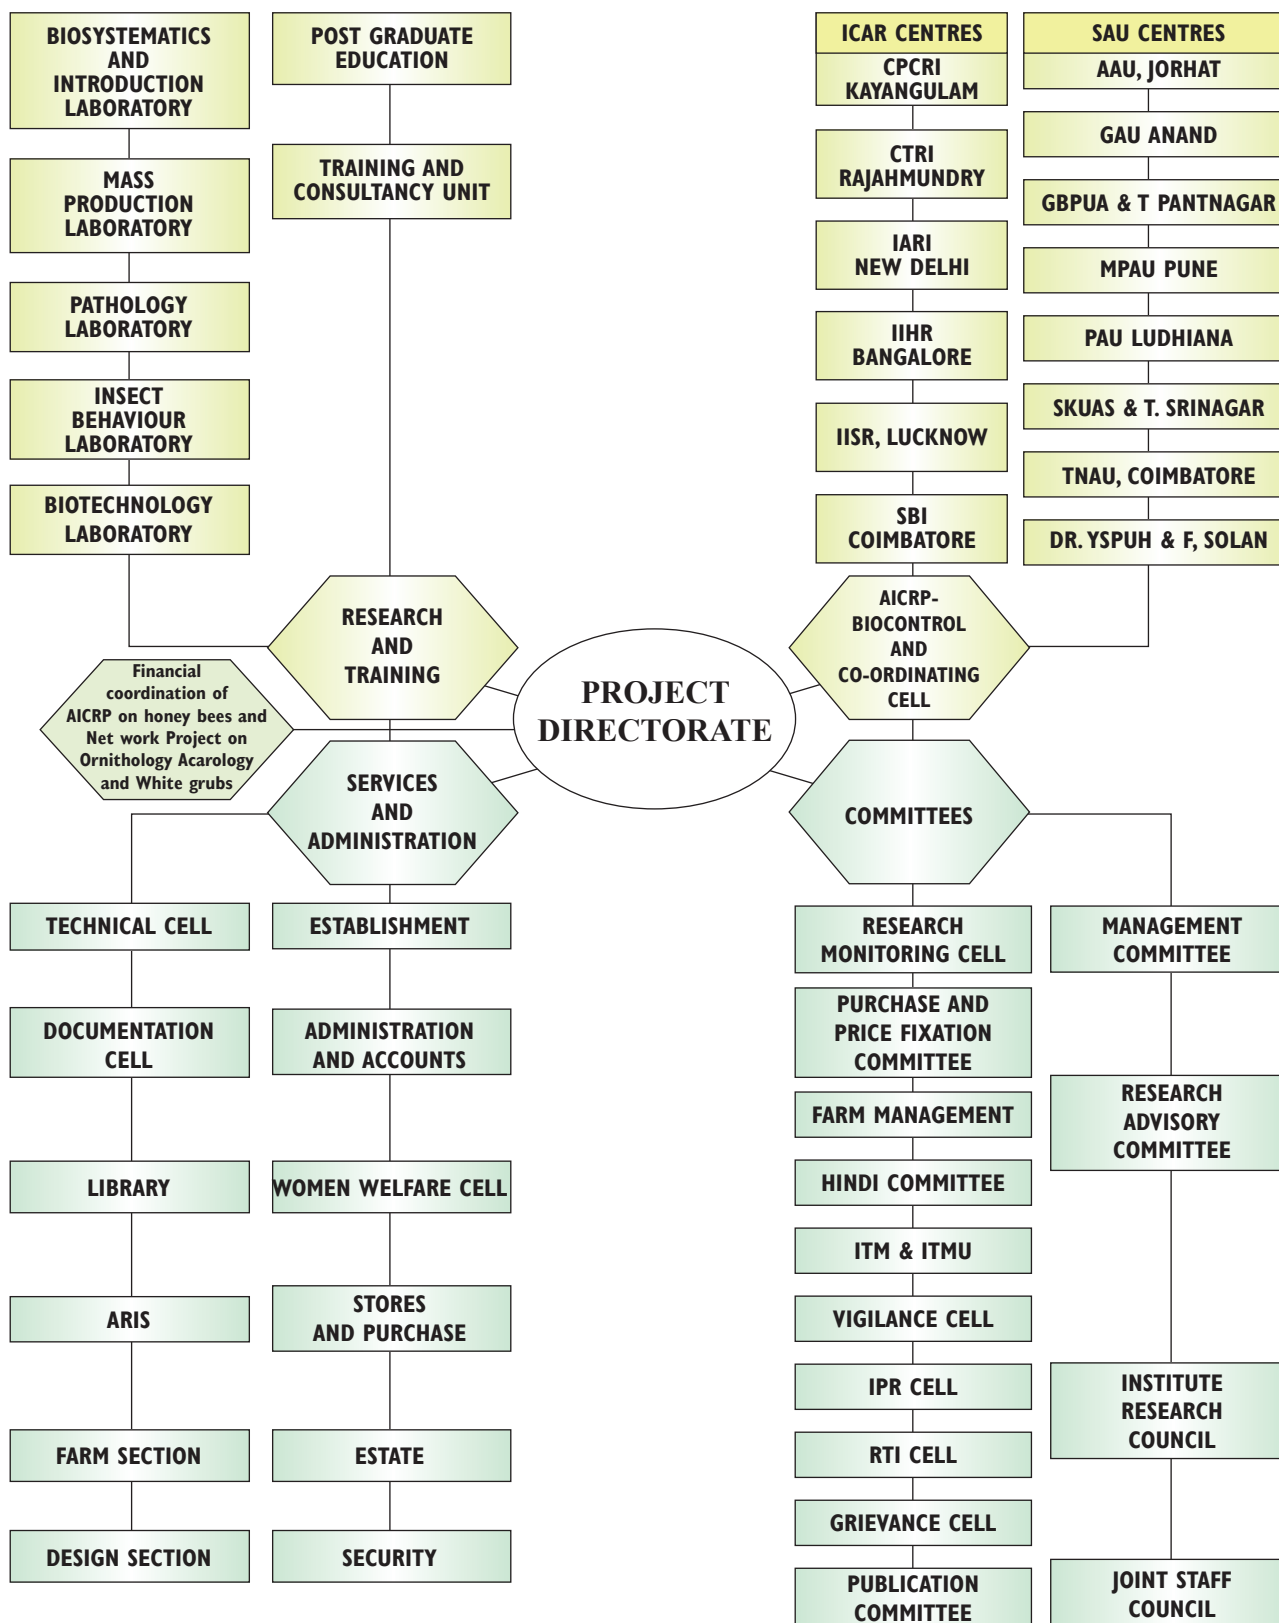 BIOSYSTEMATICS
AND
INTRODUCTION
LABORATORY
MASS
PRODUCTION
LABORATORY
PATHOLOGY
LABORATORY
INSECT
BEHAVIOUR
LABORATORY
BIOTECHNOLOGY
LABORATORY
POST GRADUATE
EDUCATION
TRAINING AND
CONSULTANCY UNIT
ICAR CENTRES
CPCRI
KAYANGULAM
CTRI
RAJAHMUNDRY
IARI
NEW DELHI
IIHR
BANGALORE
IISR, LUCKNOW
SBI
COIMBATORE
SAU CENTRES
AAU, JORHAT
GAU ANAND
GBPUA & T PANTNAGAR
MPAU PUNE
PAU LUDHIANA
SKUAS & T. SRINAGAR
TNAU, COIMBATORE
DR. YSPUH & F, SOLAN
RESEARCH
AND
TRAINING
AICRP-
BIOCONTROL
AND
CO-ORDINATING
CELL
Financial
coordination of
AICRP on honey bees and
Net work Project on
Ornithology Acarology
and White grubs
PROJECT
DIRECTORATE
SERVICES
AND
ADMINISTRATION
COMMITTEES
TECHNICAL CELL
DOCUMENTATION
CELL
LIBRARY
ARIS
FARM SECTION
DESIGN SECTION
ESTABLISHMENT
ADMINISTRATION
AND ACCOUNTS
WOMEN WELFARE CELL
STORES
AND PURCHASE
ESTATE
SECURITY
RESEARCH
MONITORING CELL
PURCHASE AND
PRICE FIXATION
COMMITTEE
FARM MANAGEMENT
HINDI COMMITTEE
ITM & ITMU
VIGILANCE CELL
IPR CELL
RTI CELL
GRIEVANCE CELL
PUBLICATION
COMMITTEE
MANAGEMENT
COMMITTEE
RESEARCH
ADVISORY
COMMITTEE
INSTITUTE
RESEARCH
COUNCIL
JOINT STAFF
COUNCIL